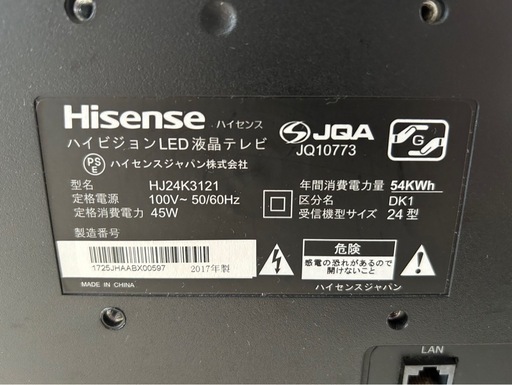 Hisense ハイセンス
ハイビジョンLED液晶テレビ
PS
E
ハイセンスジャパン株式会社
JQA
JQ10773
G
型名 HJ24K3121
定格電源 100V~ 50/60Hz
定格消費電力 45W
年間消費電力量 54KWh
区分名 DK1
受信機型サイズ 24 型
製造番号
1725JHAABX00597 2017年製
MADE IN CHINA
危険
感電の恐れがあるので
開けないこと
ハイセンスジャパン
LAN